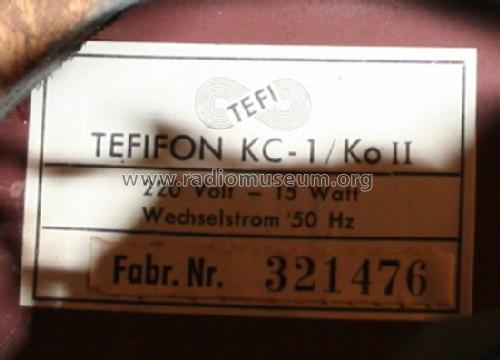 TEFI
TEFIFON KC-1/Ko II
www.radiomuseum.org
220 Volt - 15 Watt
Wechselstrom 50 Hz
Fabr. Nr. 321476